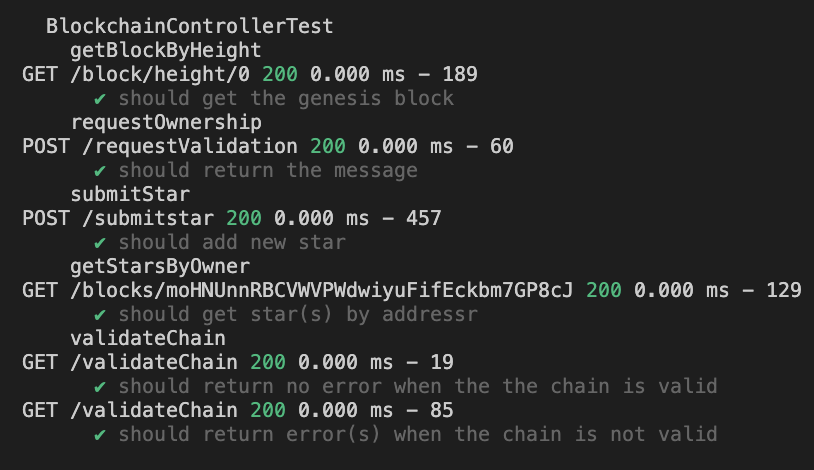 BlockchainControllerTest
getBlockByHeight
GET /block/height/0 200 0.000 ms - 189
✔ should get the genesis block
requestOwnership
POST /requestValidation 200 0.000 ms - 60
✔ should return the message
submitStar
POST /submitstar 200 0.000 ms - 457
✔ should add new star
getStarsByOwner
GET /blocks/moHNUnnRBCVWVPWdwiyuFifEckbm7GP8cJ 200 0.000 ms - 129
✔ should get star(s) by addressr
validateChain
GET /validateChain 200 0.000 ms - 19
✔ should return no error when the the chain is valid
GET /validateChain 200 0.000 ms - 85
✔ should return error(s) when the chain is not valid